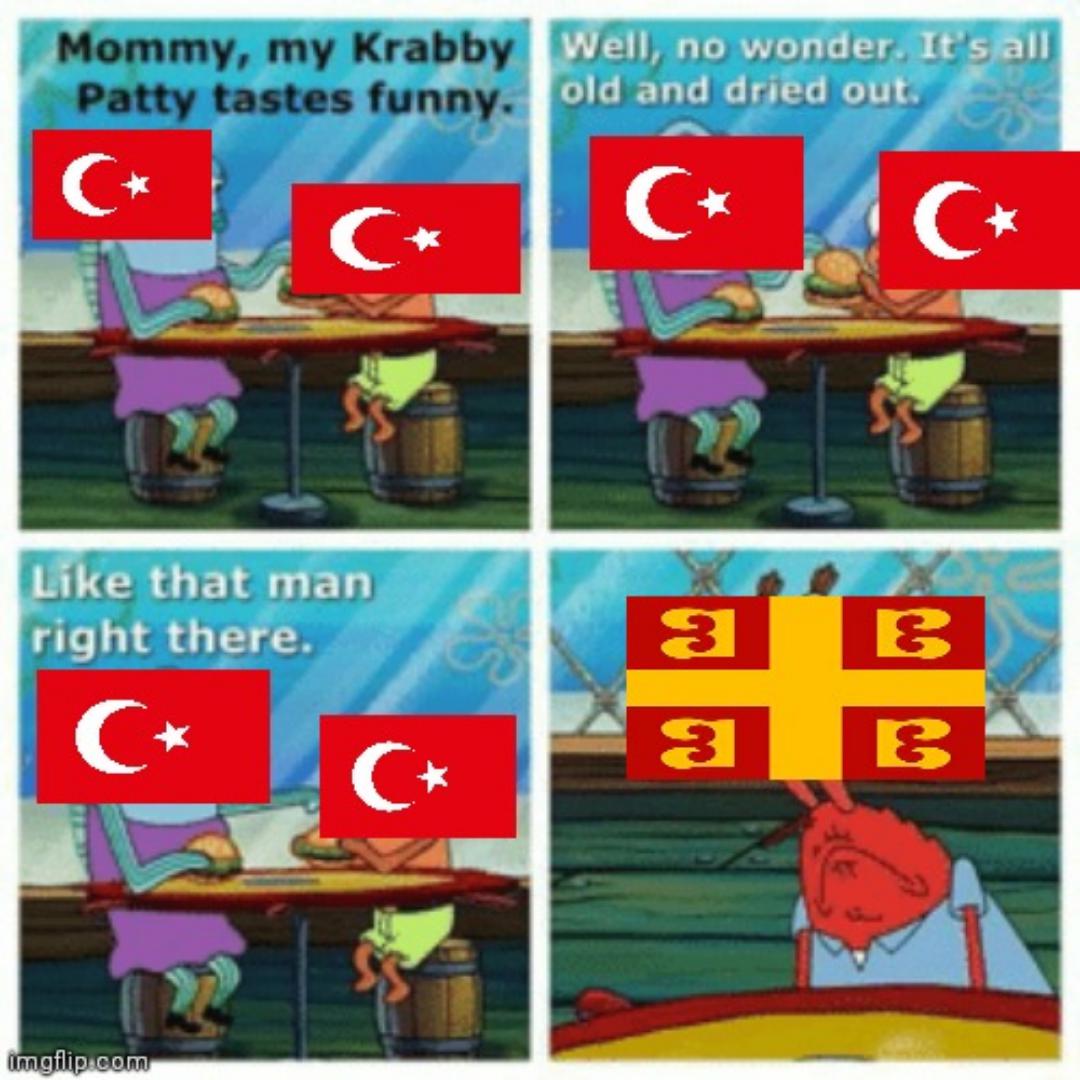 Mommy, my Krabby
Patty tastes funny.
Well, no wonder. It's all
old and dried out.
Like that man
right there.
imgflip.com